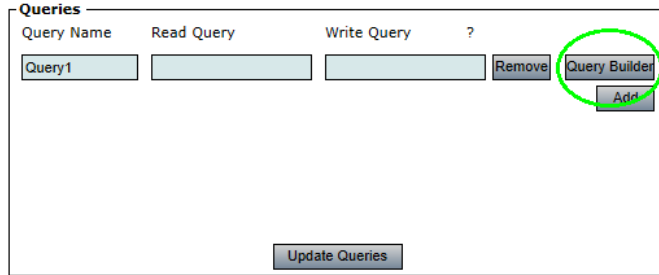 Queries
Query Name Read Query Write Query ?
Query1 Remove Query Builder
Add
Update Queries